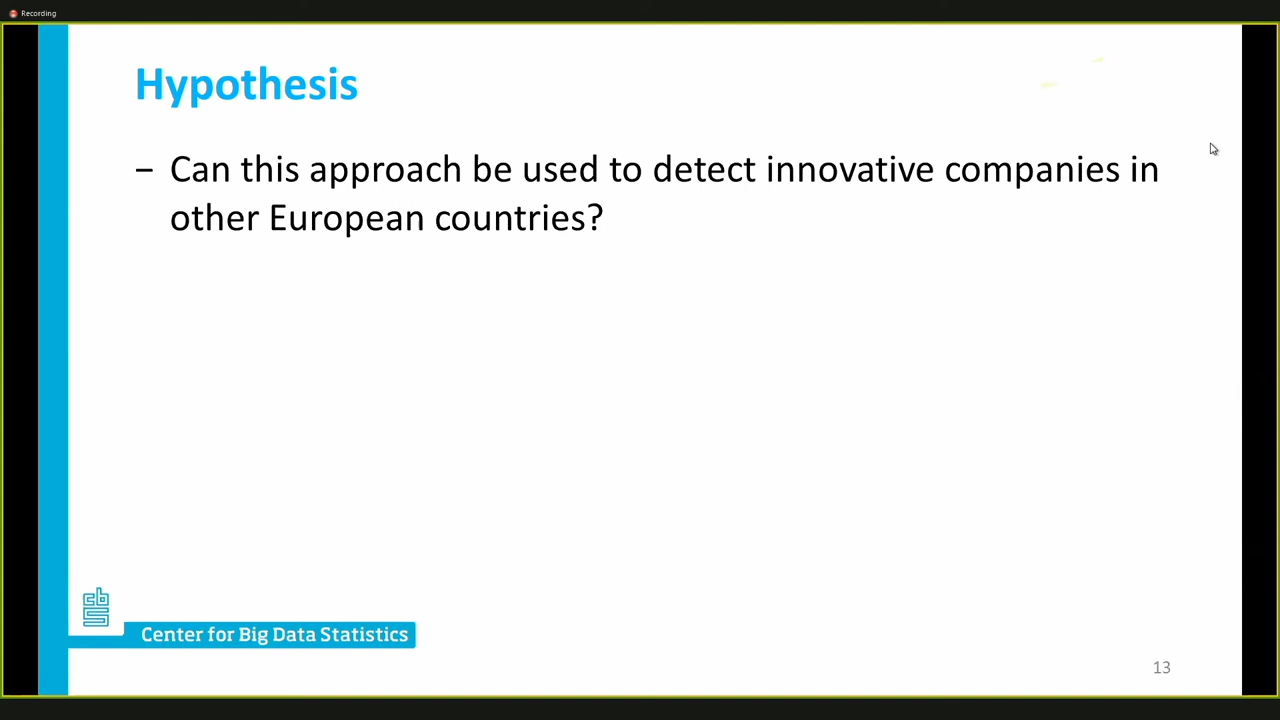 Recording
Hypothesis
– Can this approach be used to detect innovative companies in
other European countries?
cbs
Center for Big Data Statistics
13